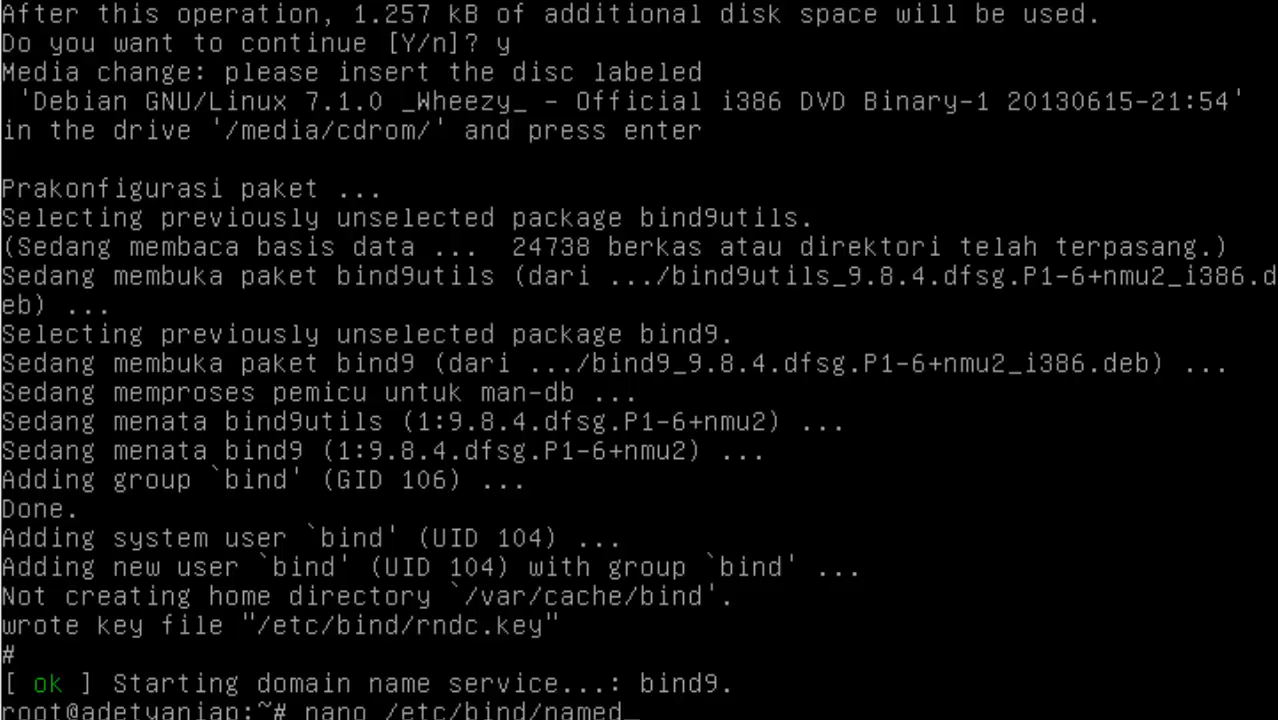 After this operation, 1.257 kB of additional disk space will be used.
Do you want to continue [Y/n]? y
Media change: please insert the disc labeled
 'Debian GNU/Linux 7.1.0 _Wheezy_ - Official i386 DVD Binary-1 20130615-21:54'
in the drive '/media/cdrom/' and press enter

Prakonfigurasi paket ...
Selecting previously unselected package bind9utils.
(Sedang membaca basis data ...  24738 berkas atau direktori telah terpasang.)
Sedang membuka paket bind9utils (dari .../bind9utils_9.8.4.dfsg.P1-6+nmu2_i386.d
eb) ...
Selecting previously unselected package bind9.
Sedang membuka paket bind9 (dari .../bind9_9.8.4.dfsg.P1-6+nmu2_i386.deb) ...
Sedang memproses pemicu untuk man-db ...
Sedang menata bind9utils (1:9.8.4.dfsg.P1-6+nmu2) ...
Sedang menata bind9 (1:9.8.4.dfsg.P1-6+nmu2) ...
Adding group `bind' (GID 106) ...
Done.
Adding system user `bind' (UID 104) ...
Adding new user `bind' (UID 104) with group `bind' ...
Not creating home directory `/var/cache/bind'.
wrote key file "/etc/bind/rndc.key"
#
[ ok ] Starting domain name service...: bind9.
root@adetyaniap:~# nano /etc/bind/named_